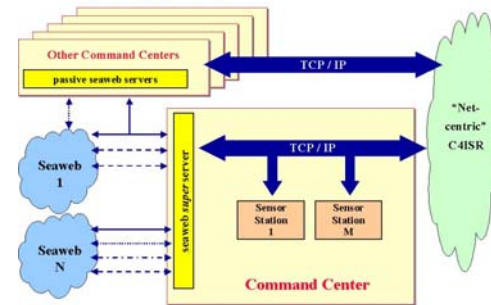 Other Command Centers
passive seaweb servers
TCP / IP
"Net-
centric"
C4ISR
Seaweb
1
seaweb super server
TCP / IP
Sensor
Station
1
Sensor
Station
M
Seaweb
N
Command Center